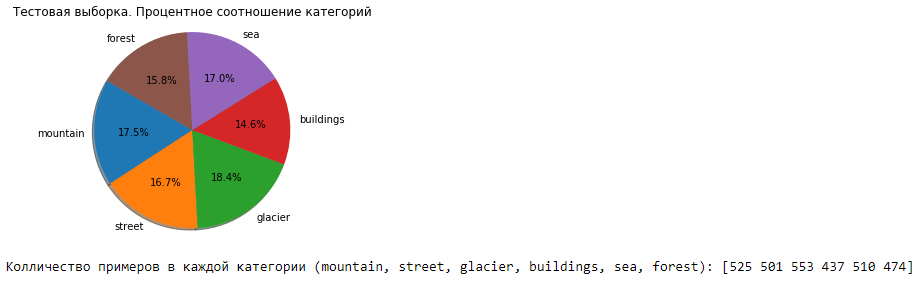 Тестовая выборка. Процентное соотношение категорий
forest
sea
15.8%
17.0%
mountain
17.5%
14.6%
buildings
16.7%
18.4%
street
glacier
Колличество примеров в каждой категории (mountain, street, glacier, buildings, sea, forest): [525 501 553 437 510 474]